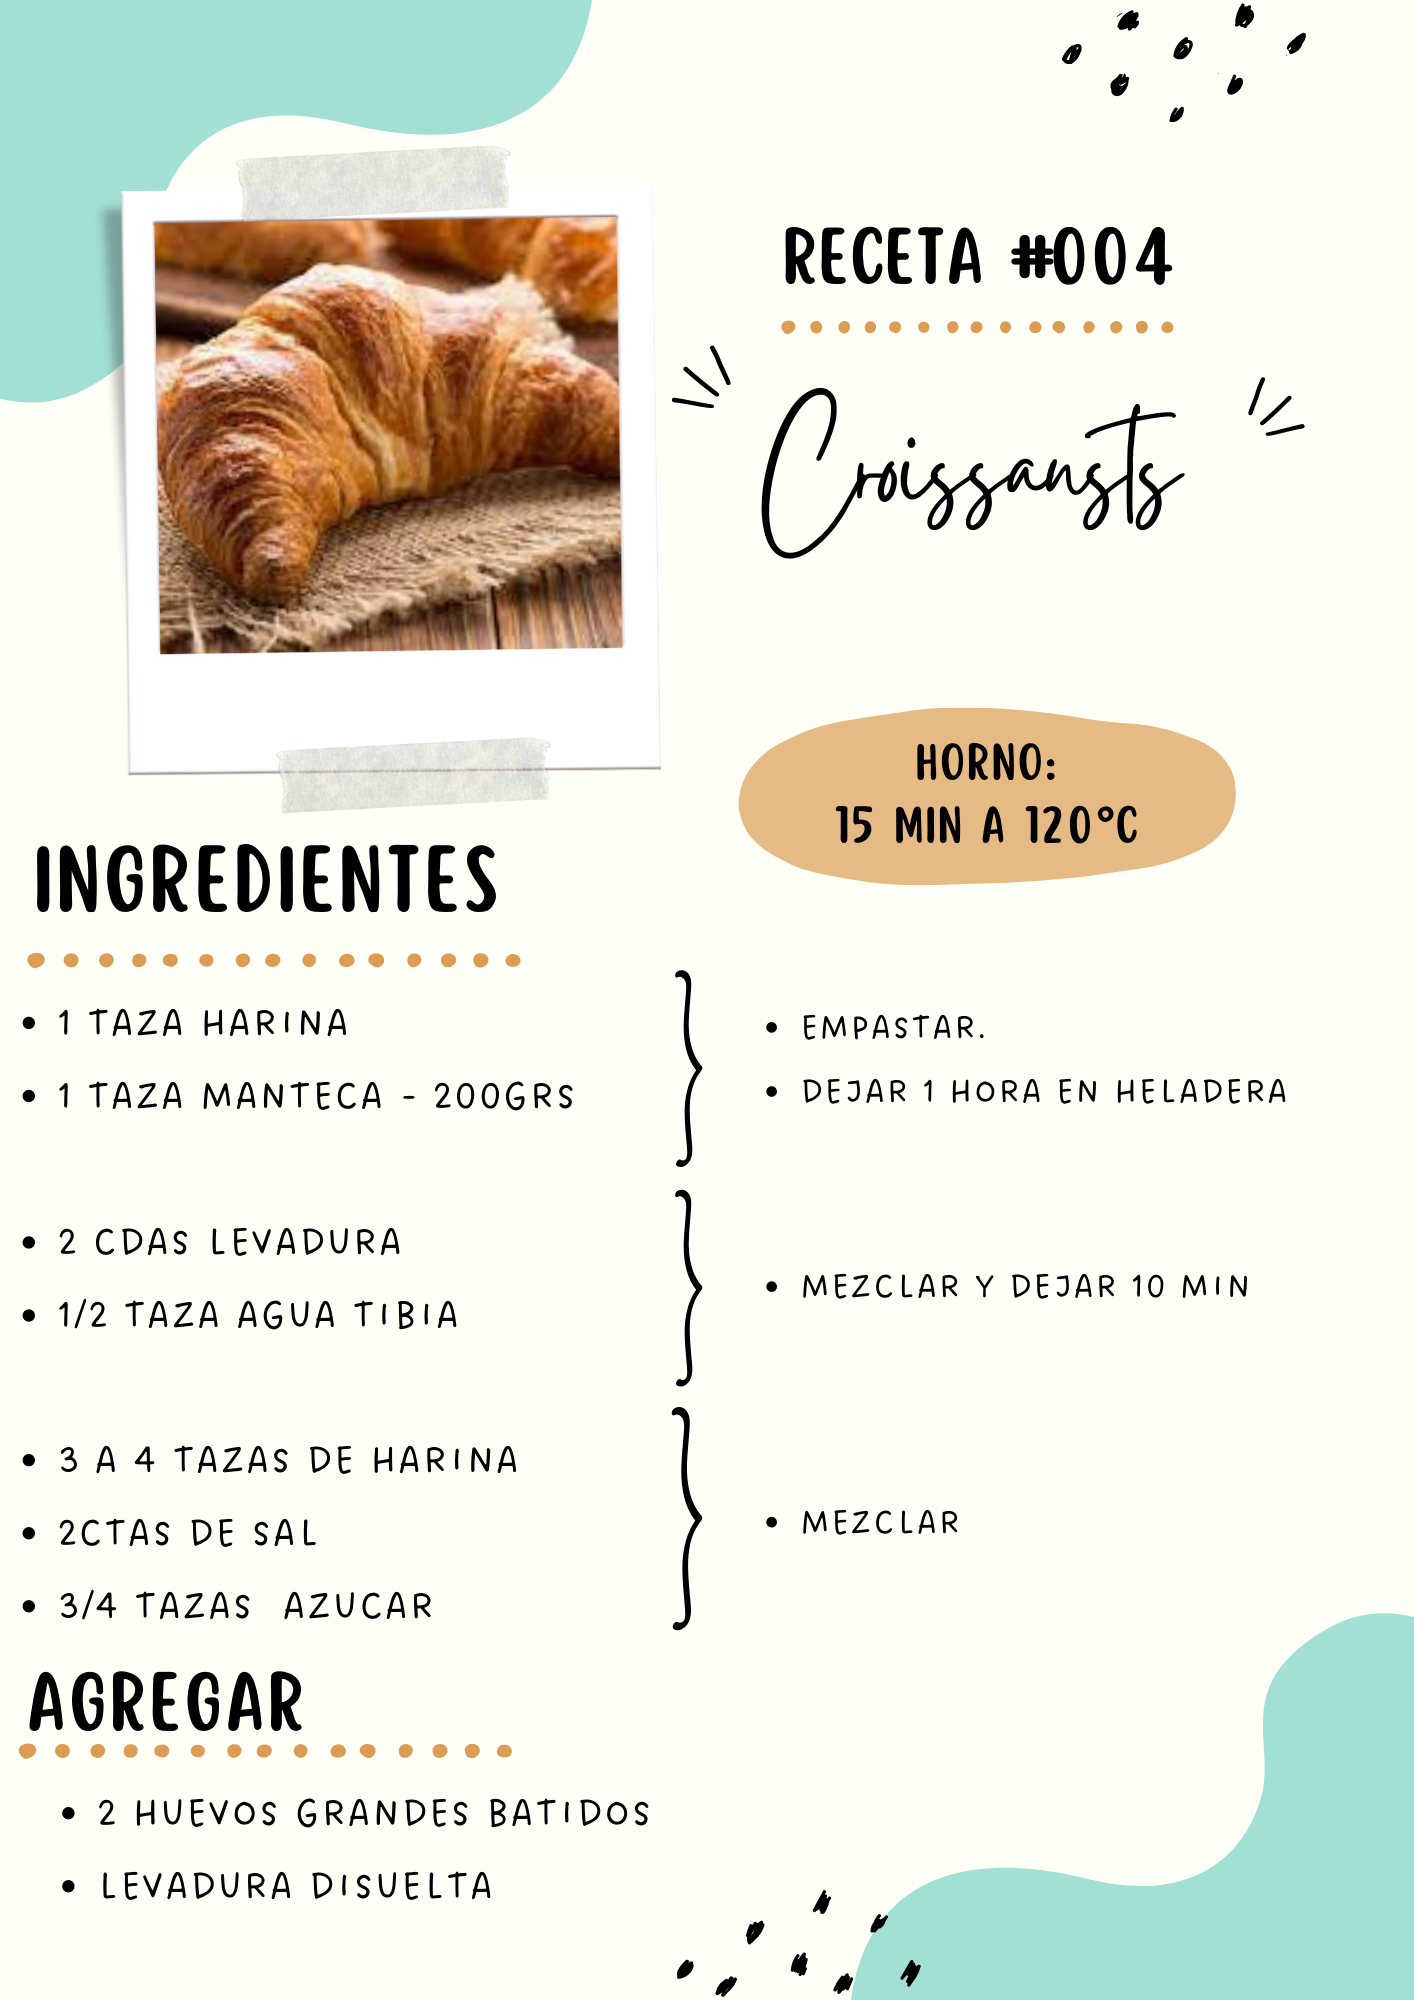 RECETA #004
Croissansts
HORNO:
15 MIN A 120°C
INGREDIENTES
• 1 TAZA HARINA
• 1 TAZA MANTECA - 200GRS
• EMPASTAR.
• DEJAR 1 HORA EN HELADERA
• 2 CDAS LEVADURA
• 1/2 TAZA AGUA TIBIA
• MEZCLAR Y DEJAR 10 MIN
• 3 A 4 TAZAS DE HARINA
• 2CTAS DE SAL
• 3/4 TAZAS AZUCAR
• MEZCLAR
AGREGAR
• 2 HUEVOS GRANDES BATIDOS
• LEVADURA DISUELTA